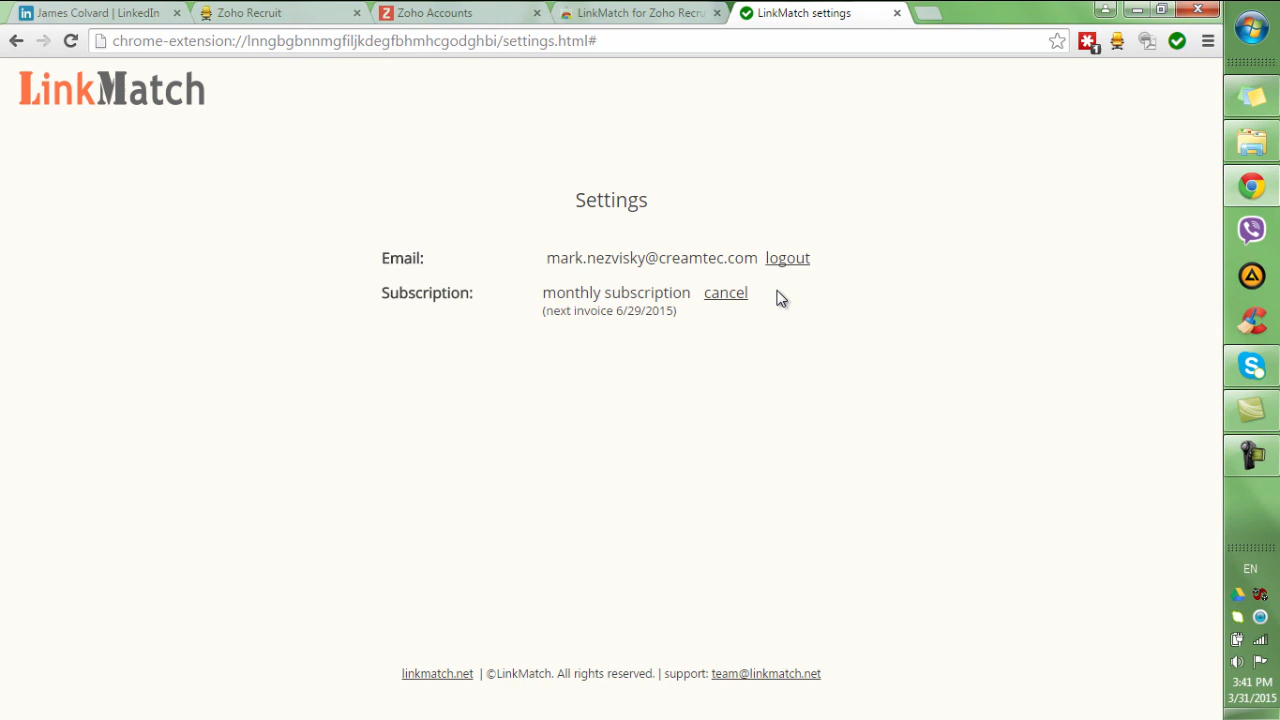 James Colvard | LinkedIn
Zoho Recruit
Zoho Accounts
LinkMatch for Zoho Recru
LinkMatch settings
chrome-extension://lnngbgbnnmgfiljkdegfbhmhcgodghbi/settings.html#
1
LinkMatch
Settings
Email: mark.nezvisky@creamtec.com logout
Subscription: monthly subscription cancel
(next invoice 6/29/2015)
linkmatch.net | ©LinkMatch. All rights reserved. | support: team@linkmatch.net
EN
3:41 PM
3/31/2015